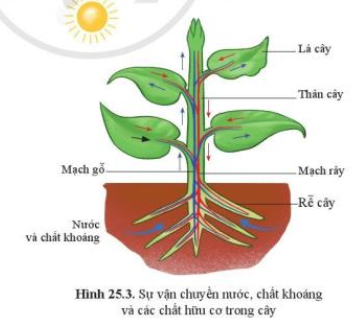 Lá cây
Thân cây
Mạch gỗ
Mạch rây
Rễ cây
Nước
và chất khoáng
Hình 25.3. Sự vận chuyển nước, chất khoáng
và các chất hữu cơ trong cây